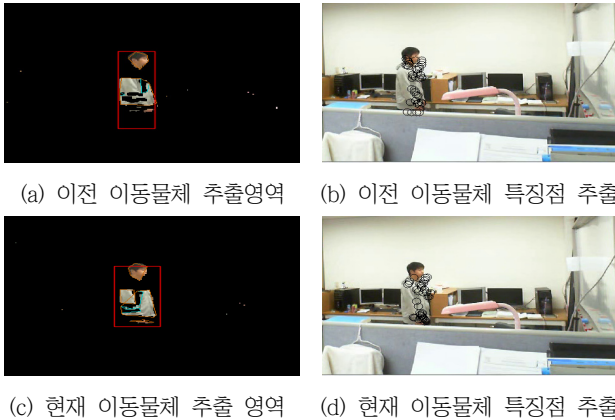 (a) 이전 이동물체 추출영역
(b) 이전 이동물체 특징점 추출
(c) 현재 이동물체 추출 영역
(d) 현재 이동물체 특징점 추출